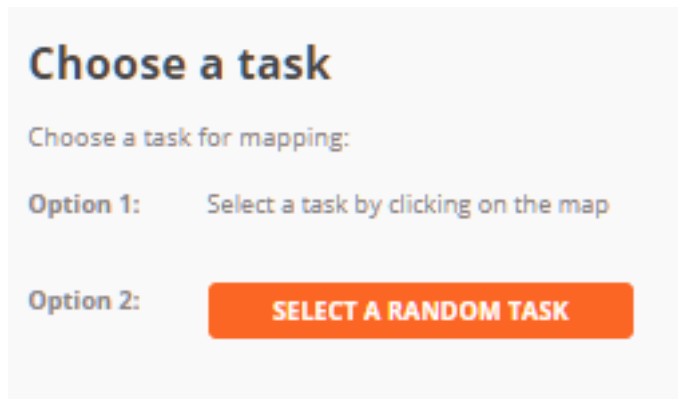 Choose a task
Choose a task for mapping:
Option 1: Select a task by clicking on the map
Option 2: SELECT A RANDOM TASK